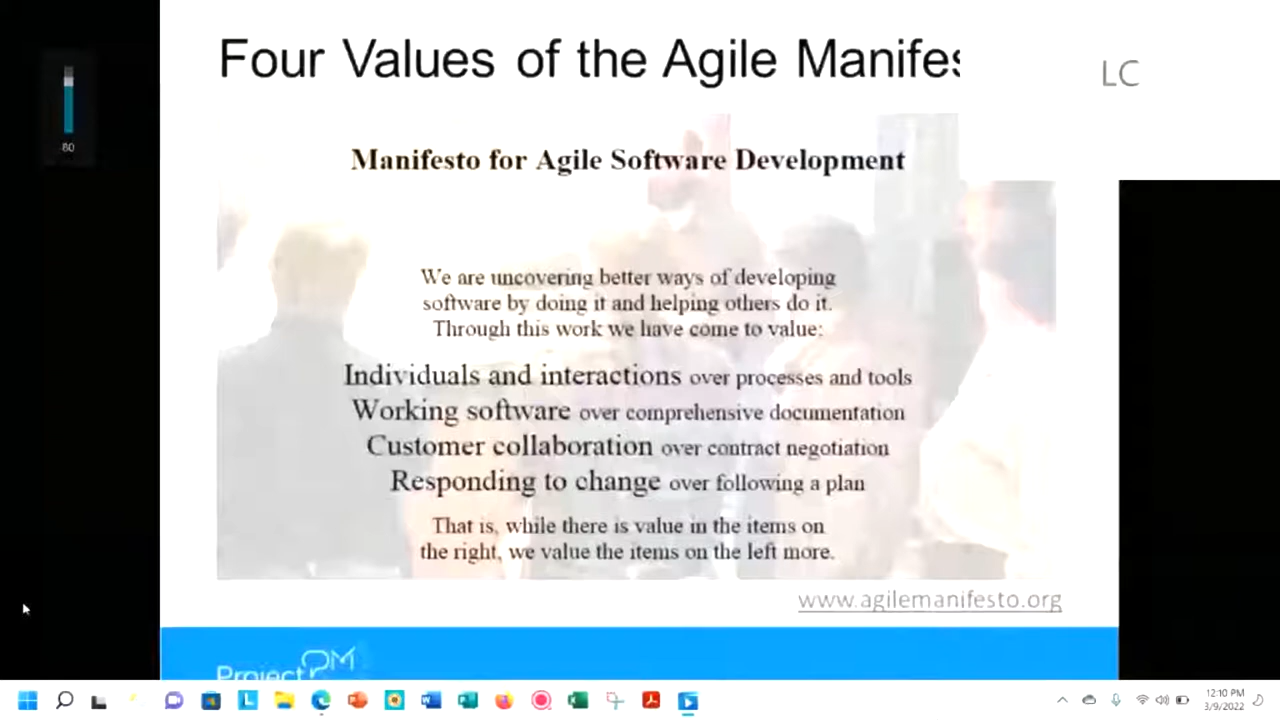 Four Values of the Agile Manifes
LC
80
Manifesto for Agile Software Development
We are uncovering better ways of developing
software by doing it and helping others do it.
Through this work we have come to value:
Individuals and interactions over processes and tools
Working software over comprehensive documentation
Customer collaboration over contract negotiation
Responding to change over following a plan
That is, while there is value in the items on
the right, we value the items on the left more.
www.agilemanifesto.org
Project PM
12:10 PM
3/9/2022